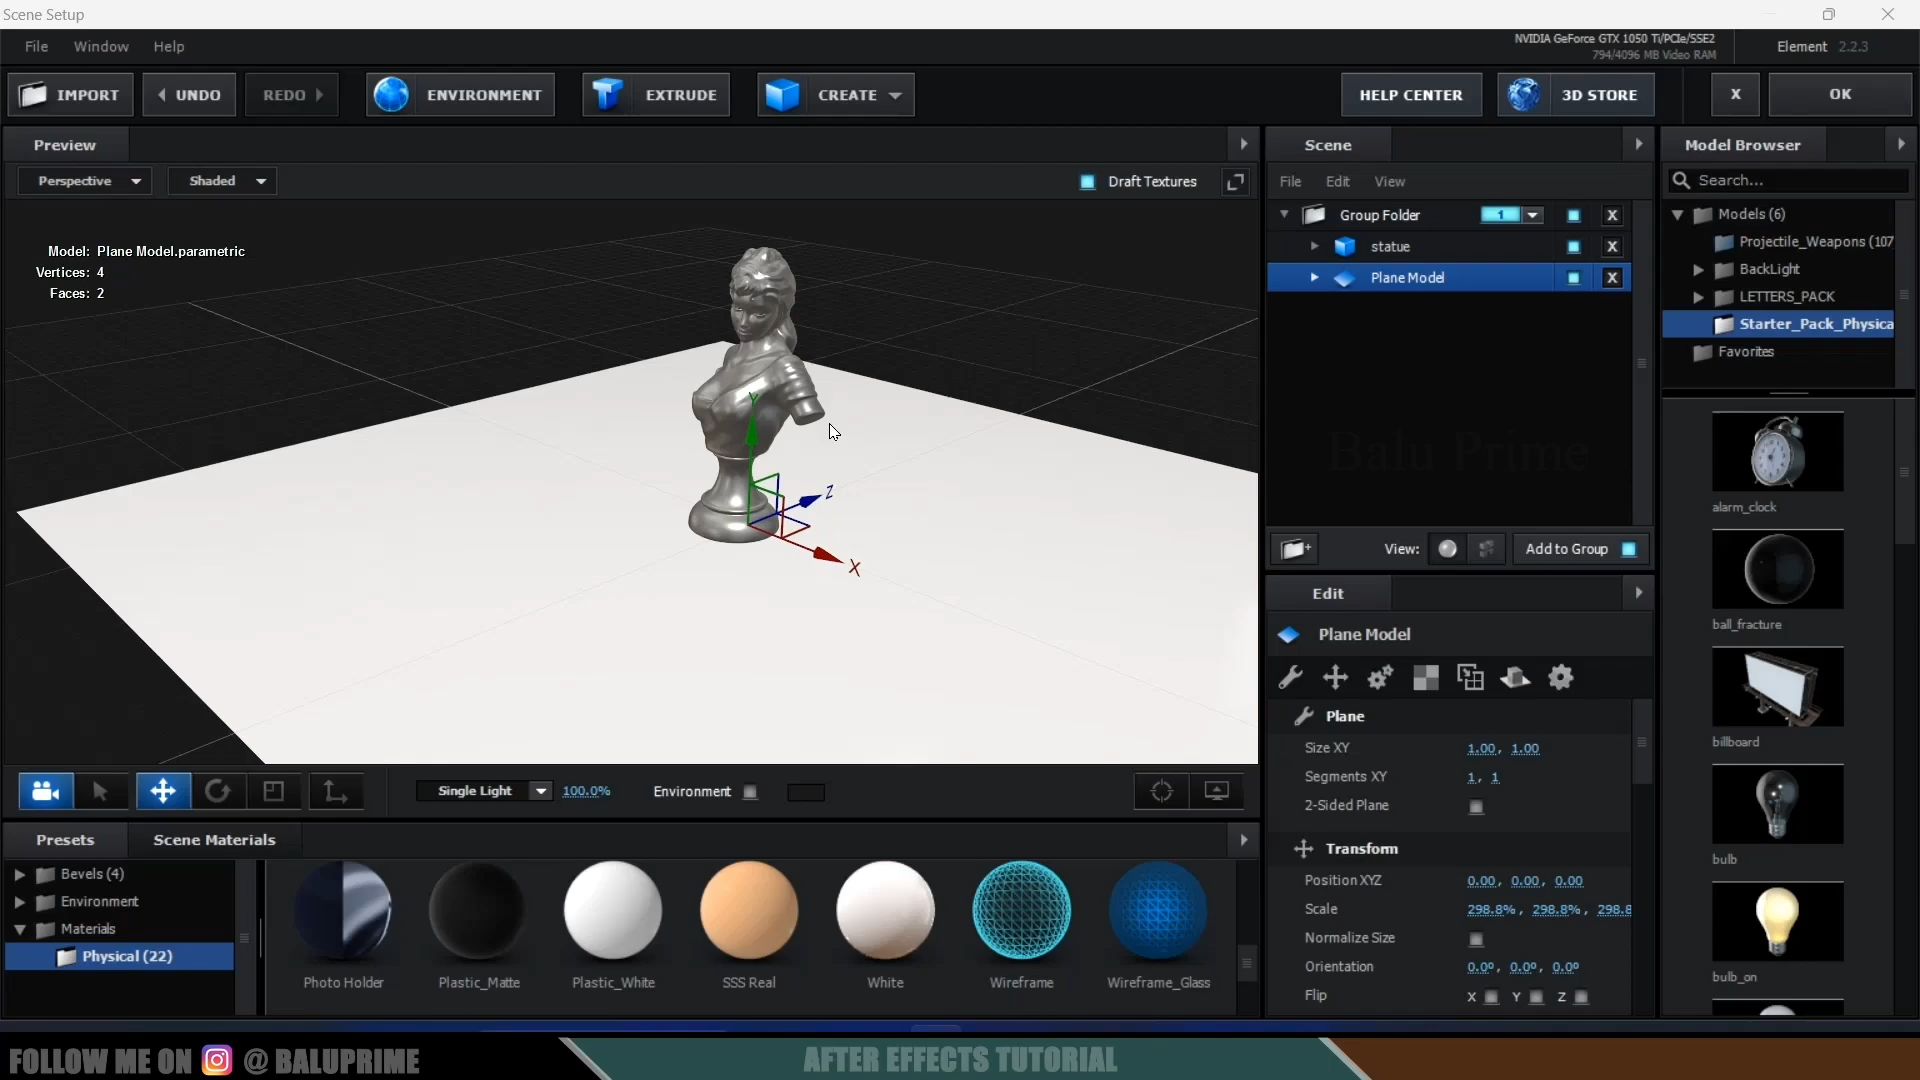 Scene Setup
File Window Help
NVIDIA GeForce GTX 1050 Ti/PCIe/SSE2
794/4096 MB Video RAM
Element 2.2.3
IMPORT UNDO REDO ENVIRONMENT EXTRUDE CREATE HELP CENTER 3D STORE X OK
Preview
Perspective Shaded Draft Textures
Model: Plane Model.parametric
Vertices: 4
Faces: 2
Y
Z
X
Single Light 100.0% Environment
Scene
File Edit View
Group Folder 1 X
statue X
Plane Model X
Balu Prime
View: Add to Group
Edit
Plane Model
Plane
Size XY 1.00, 1.00
Segments XY 1, 1
2-Sided Plane
Transform
Position XYZ 0.00, 0.00, 0.00
Scale 298.8%, 298.8%, 298.8
Normalize Size
Orientation 0.0º, 0.0º, 0.0º
Flip X Y Z
Model Browser
Search...
Models (6)
Projectile_Weapons (107
BackLight
LETTERS_PACK
Starter_Pack_Physica
Favorites
alarm_clock
ball_fracture
billboard
bulb
bulb_on
Presets Scene Materials
Bevels (4)
Environment
Materials
Physical (22)
Photo Holder Plastic_Matte Plastic_White SSS Real White Wireframe Wireframe_Glass
FOLLOW ME ON @ BALUPRIME
AFTER EFFECTS TUTORIAL